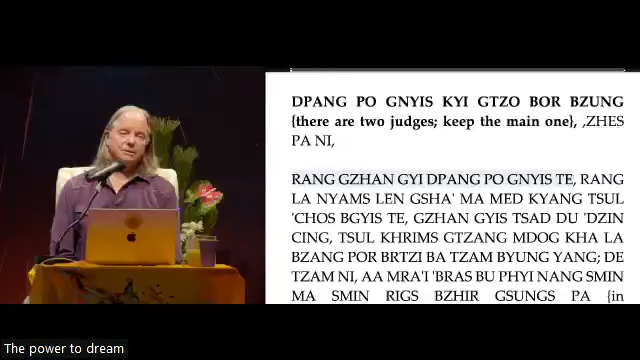 DPANG PO GNYIS KYI GTZO BOR BZUNG
{there are two judges; keep the main one}, ,ZHES
PA NI,
RANG GZHAN GYI DPANG PO GNYIS TE, RANG
LA NYAMS LEN GSHA' MA MED KYANG TSUL
'CHOS BGYIS TE, GZHAN GYIS TSAD DU 'DZIN
CING, TSUL KHRIMS GTZANG MDOG KHA LA
BZANG POR BRTZI BA TZAM BYUNG YANG; DE
TZAM NI, AA MRA'I 'BRAS BU PHYI NANG SMIN
MA SMIN RIGS BZHIR GSUNGS PA {in
The power to dream